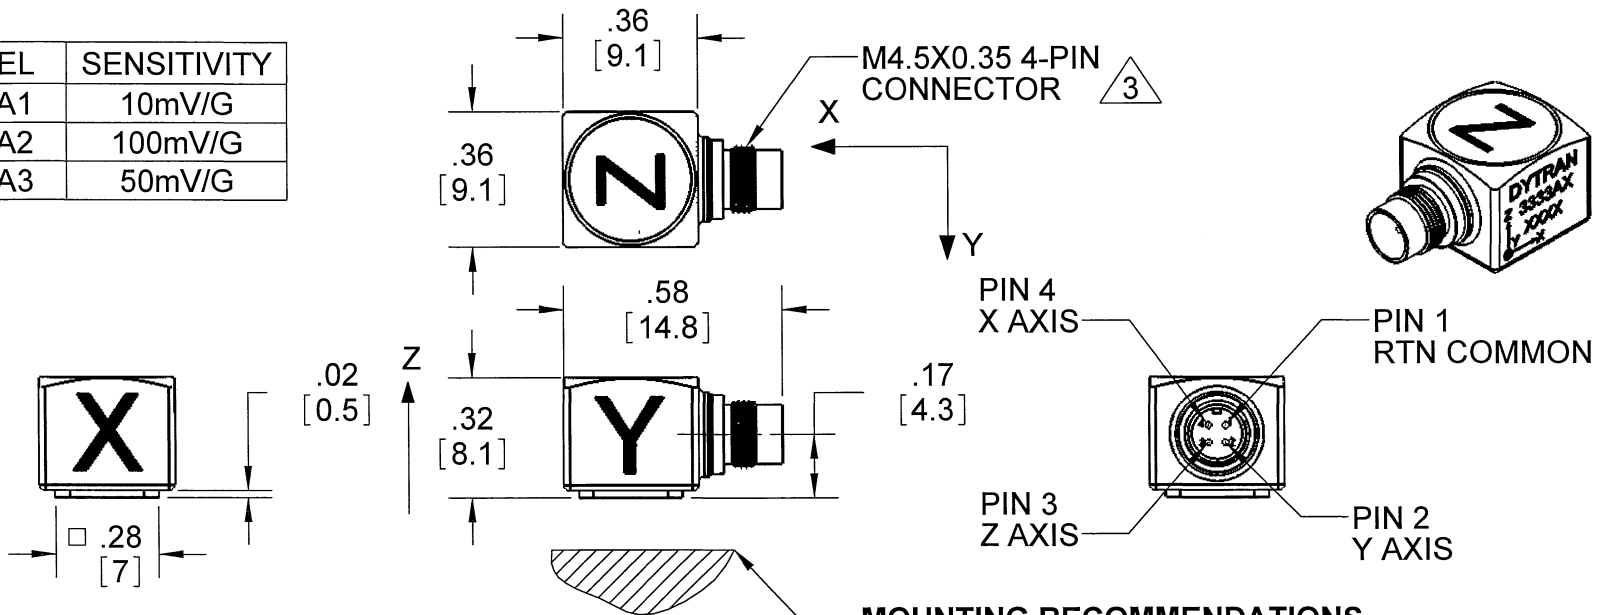 EL SENSITIVITY
A1 10mV/G
A2 100mV/G
A3 50mV/G
.36
[9.1]
M4.5X0.35 4-PIN
CONNECTOR 3
.36
[9.1]
Z
X
Y
Z
DYTRAN
3333AX
XXXX
Z
Y X
.58
[14.8]
PIN 4
X AXIS
PIN 1
RTN COMMON
X
.02
[0.5]
Z
.32
[8.1]
Y
.17
[4.3]
□ .28
[7]
PIN 3
Z AXIS
PIN 2
Y AXIS
MOUNTING RECOMMENDATIONS